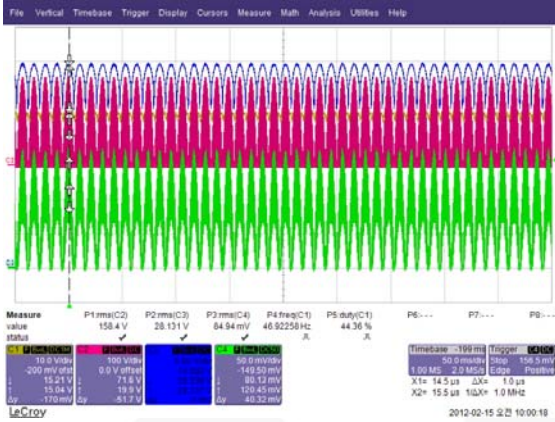 File Vertical Timebase Trigger Display Cursors Measure Math Analysis Utilities Help
Measure P1:rms(C2) P2:rms(C3) P3:rms(C4) P4:freq(C1) P5:duty(C1) P6:--- P7:--- P8:---
value 158.4 V 28.131 V 84.94 mV 46.92258 Hz 44.36 %
status
C1 10.0 V/div -200 mV ofst 15.21 V 15.04 V Δy -170 mV
100 V/div 0.0 V offset 71.6 V 19.9 V Δy -51.7 V
C4 50.0 mV/div -149.50 mV 80.12 mV 120.45 mV Δy 40.32 mV
Timebase -199 ms Trigger
50.0 ms/div Stop 156.5 mV
1.00 MS 2.0 MS/s Edge Positive
X1= 14.5 µs ΔX= 1.0 µs
X2= 15.5 µs 1/ΔX= 1.0 MHz
LeCroy 2012-02-15 오전 10:00:18